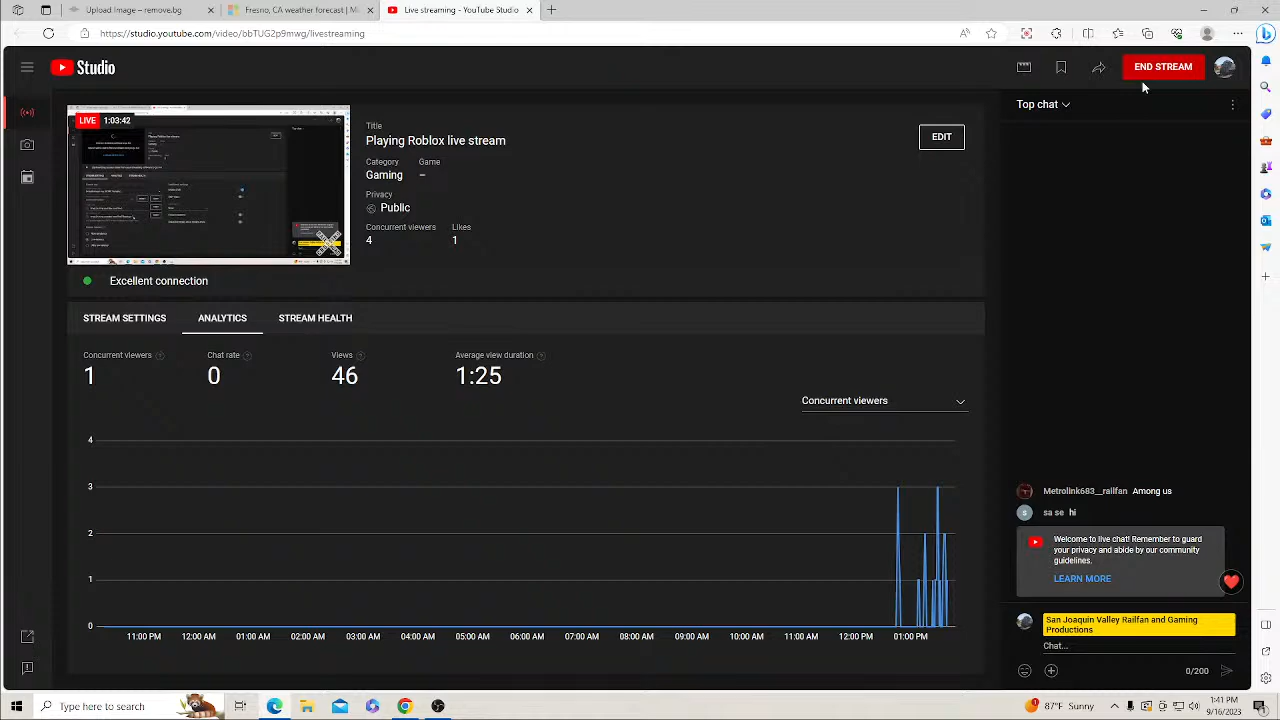 Upload Image – remove.bg
Fresno, CA weather forecast | M
Live streaming - YouTube Studio
https://studio.youtube.com/video/bbTUG2p9mwg/livestreaming
Studio
END STREAM
LIVE 1:03:42
Title
Playing Roblox live stream
EDIT
Category Game
Gaming –
Privacy
Public
Concurrent viewers Likes
1 1
Excellent connection
STREAM SETTINGS ANALYTICS STREAM HEALTH
Concurrent viewers Chat rate Views Average view duration
1 0 46 1:25
Concurrent viewers
4
3
2
1
0
11:00 PM 12:00 AM 01:00 AM 02:00 AM 03:00 AM 04:00 AM 05:00 AM 06:00 AM 07:00 AM 08:00 AM 09:00 AM 10:00 AM 11:00 AM 12:00 PM 01:00 PM
Top chat
Metrolink683__railfan Among us
s sa se hi
Welcome to live chat! Remember to guard
your privacy and abide by our community
guidelines.
LEARN MORE
San Joaquin Valley Railfan and Gaming
Productions
Chat...
0/200
Type here to search
87°F Sunny
1:41 PM
9/16/2023